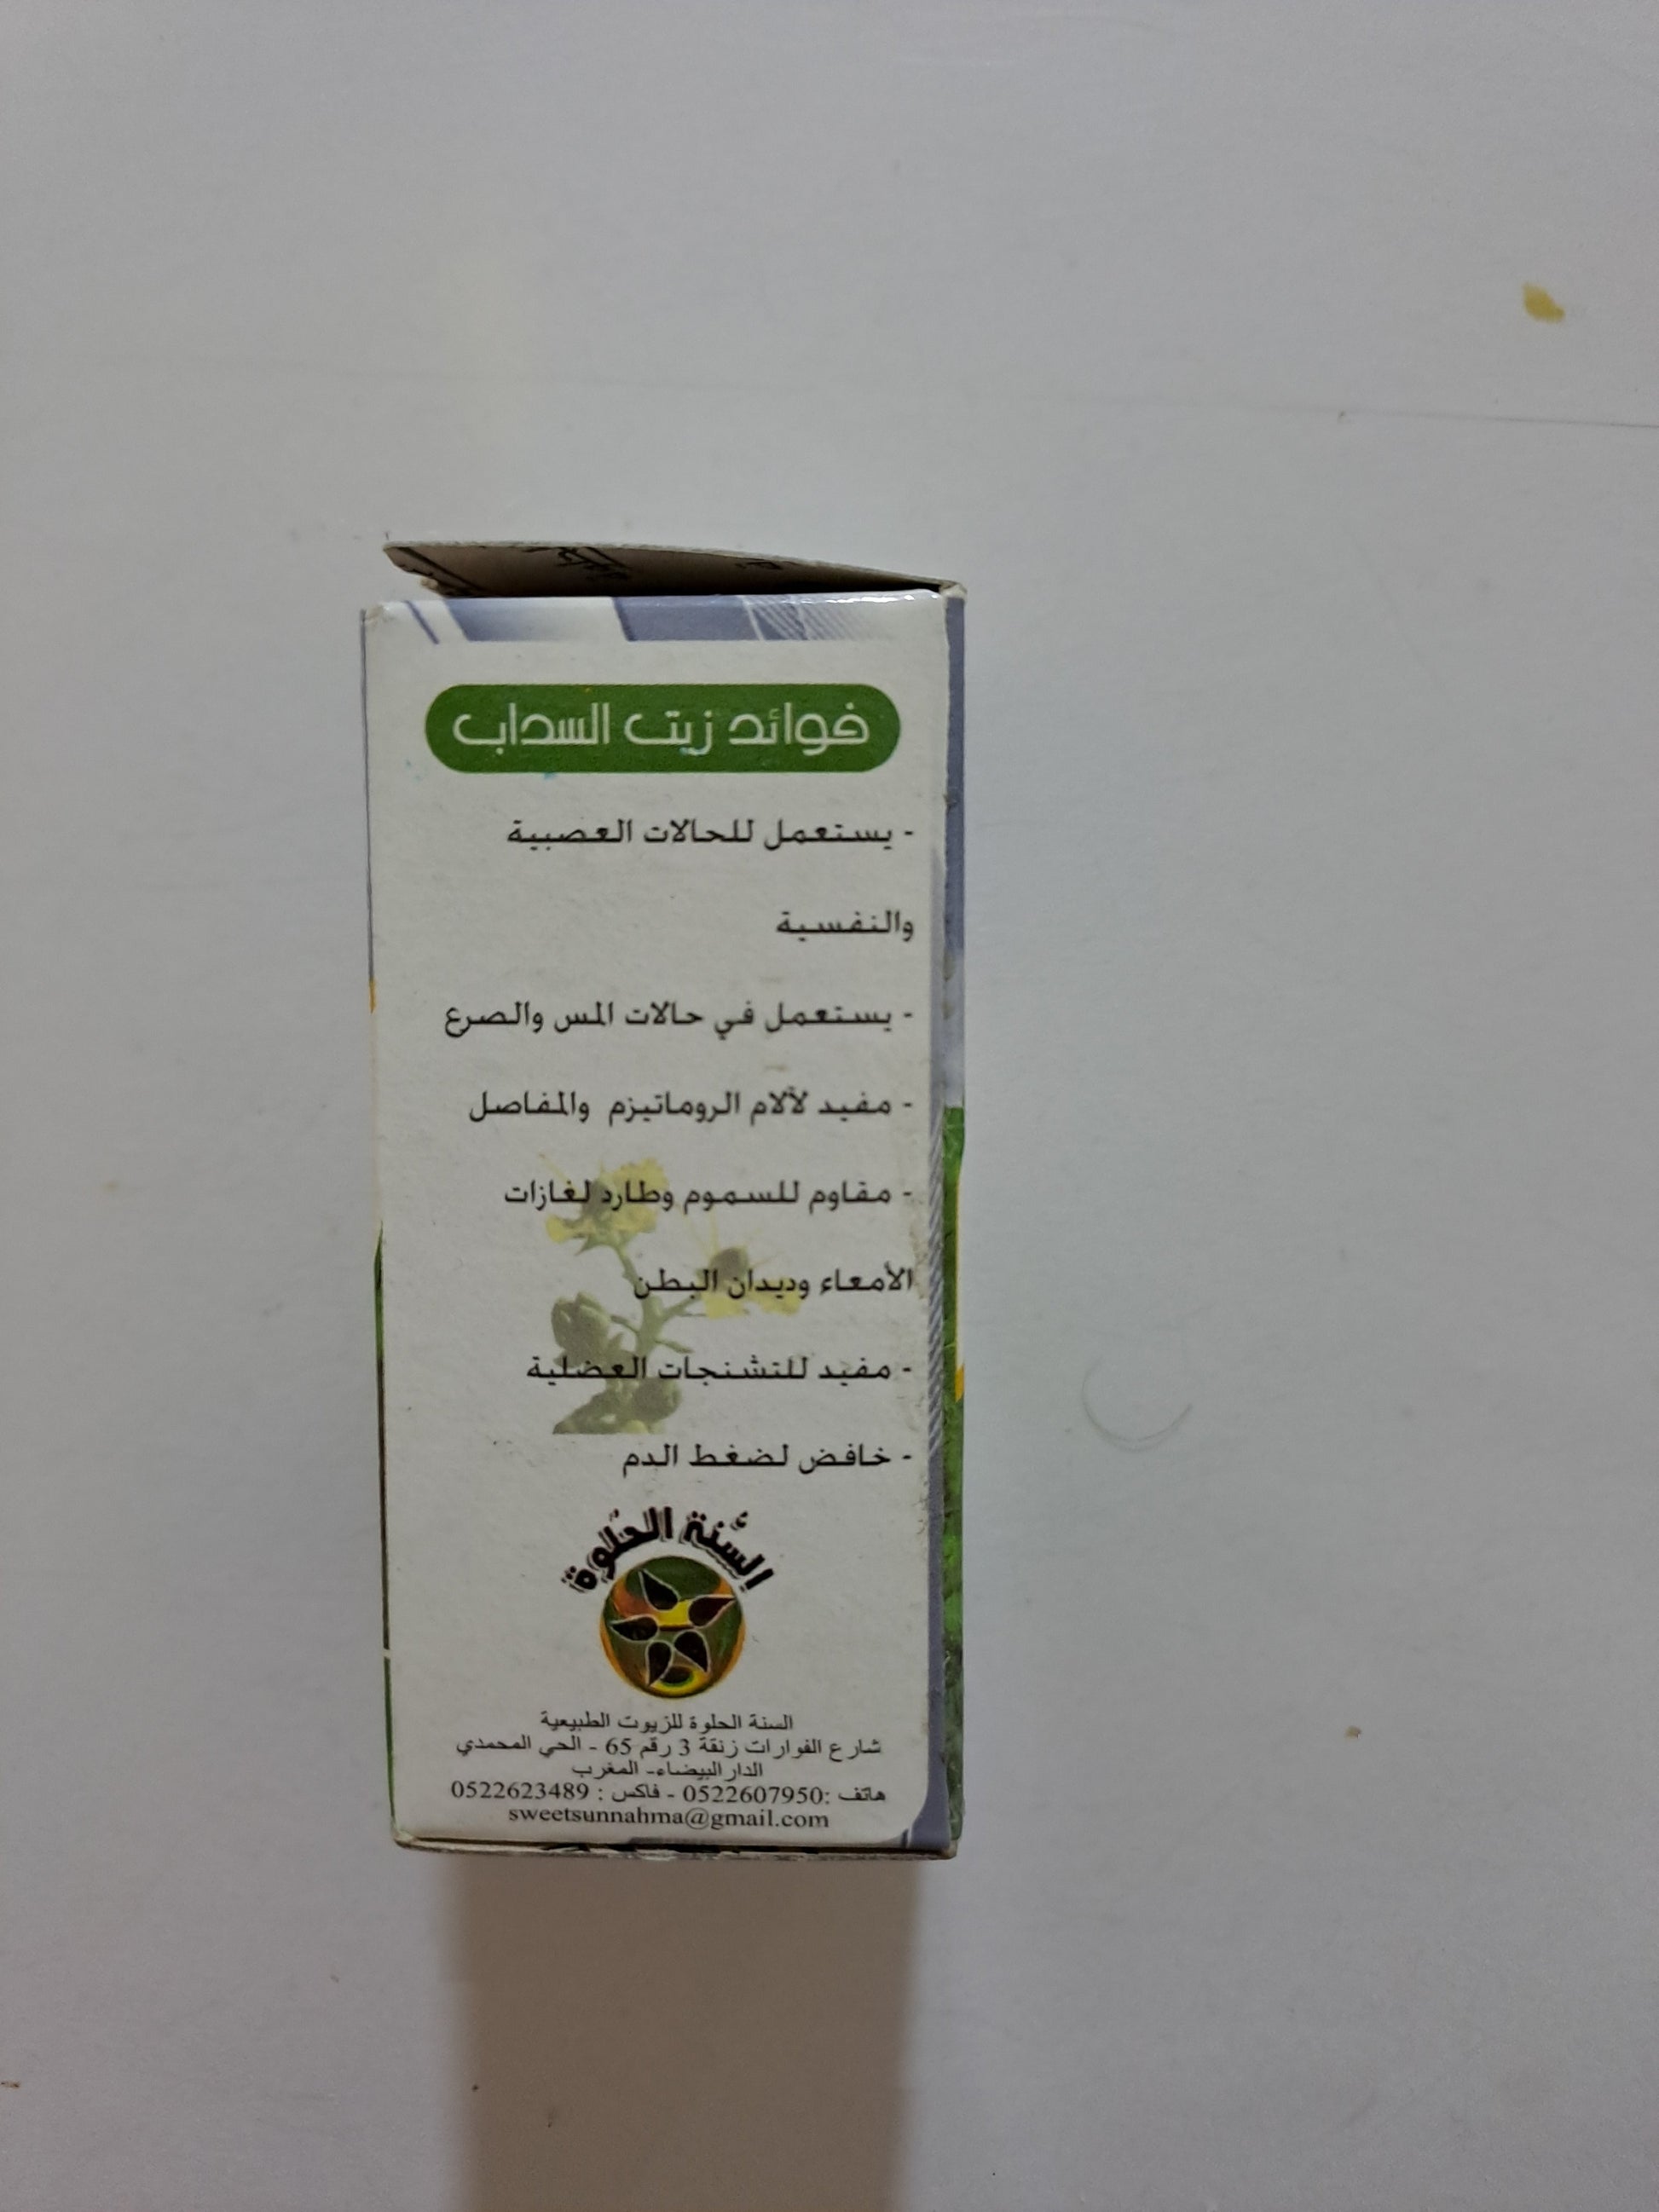 فوائد زيت السداب
- يستعمل للحالات العصبية
والنفسية
- يستعمل في حالات المس والصرع
- مفيد لآلام الروماتيزم والمفاصل
- مقاوم للسموم وطارد لغازات
الأمعاء وديدان البطن
- مفيد للتشنجات العضلية
- خافض لضغط الدم
السنة الحلوة
السنة الحلوة للزيوت الطبيعية
شارع الفوارات زنقة 3 رقم 65 - الحي المحمدي
الدار البيضاء- المغرب
هاتف :0522607950 - فاكس : 0522623489
sweetsunnahma@gmail.com